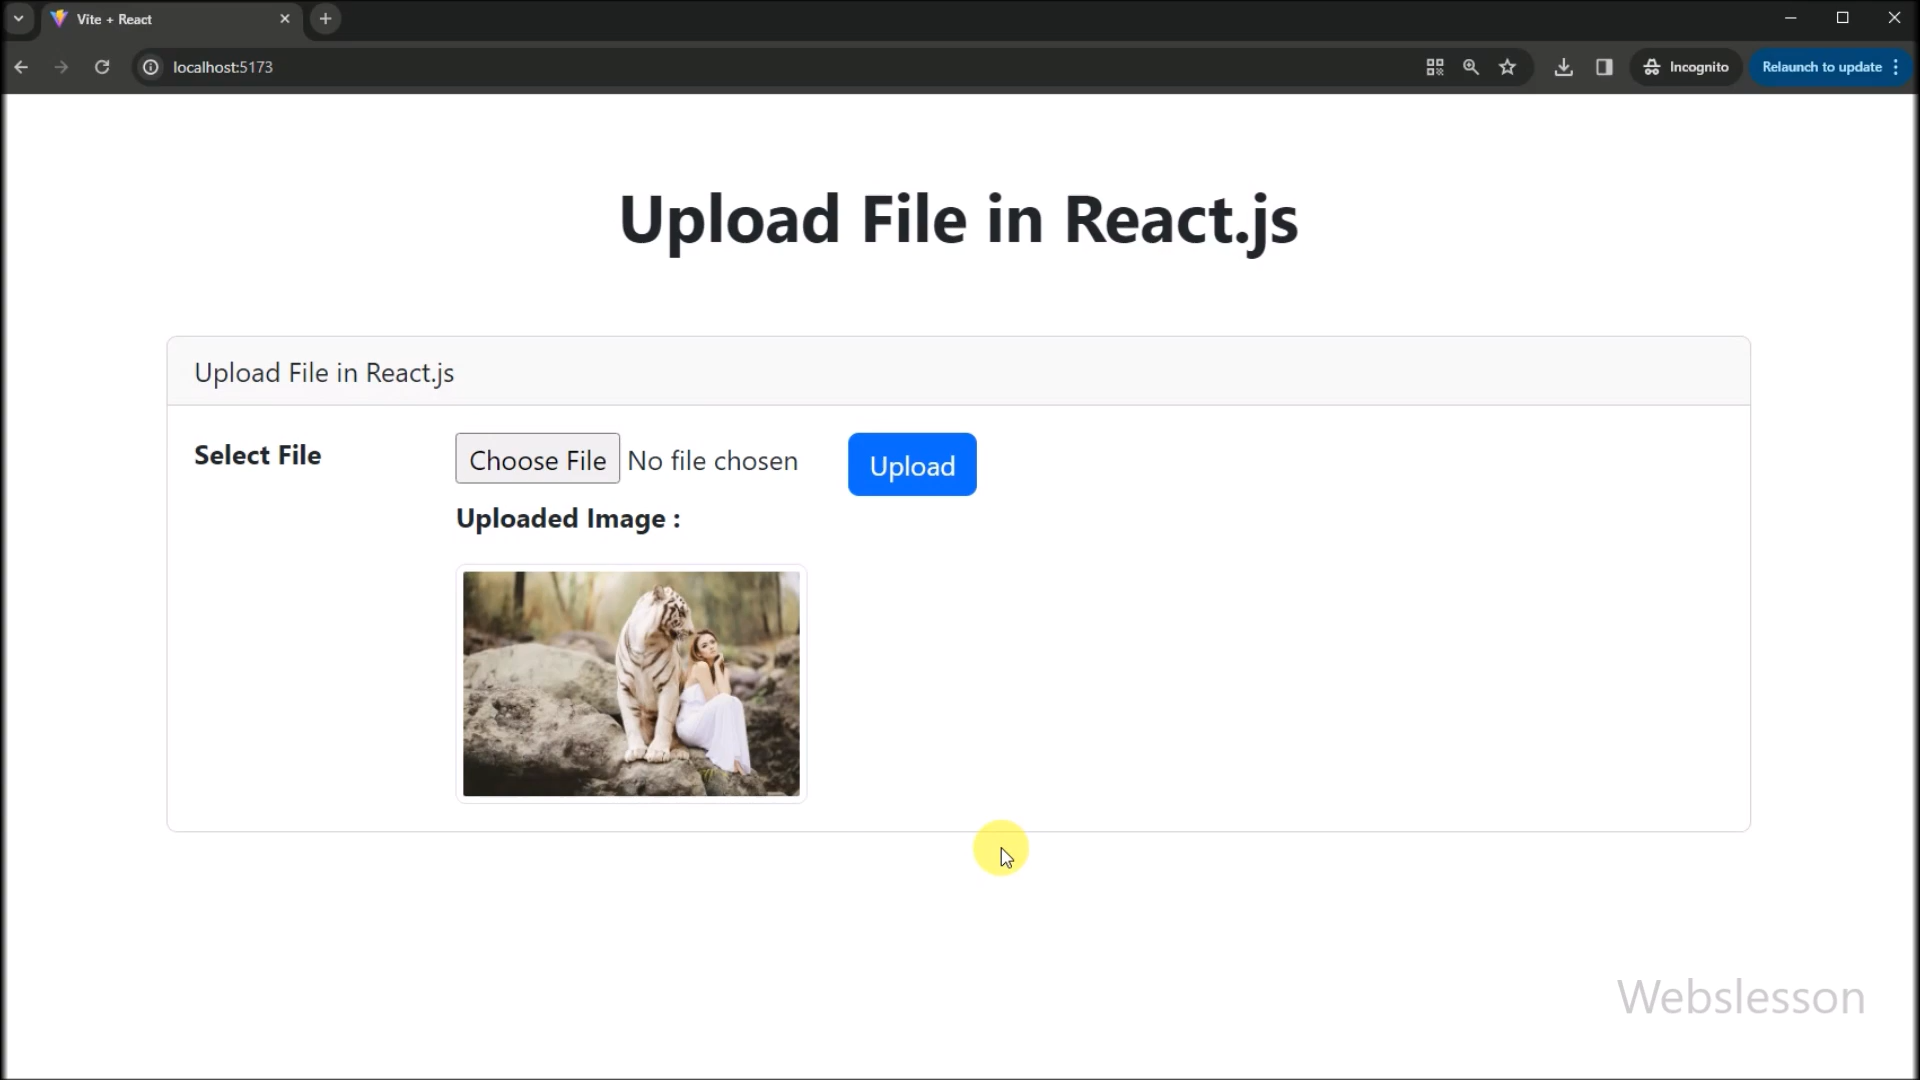 Vite + React
localhost:5173
Incognito
Relaunch to update
Upload File in React.js
Upload File in React.js
Select File
Choose File No file chosen
Upload
Uploaded Image :
Webslesson